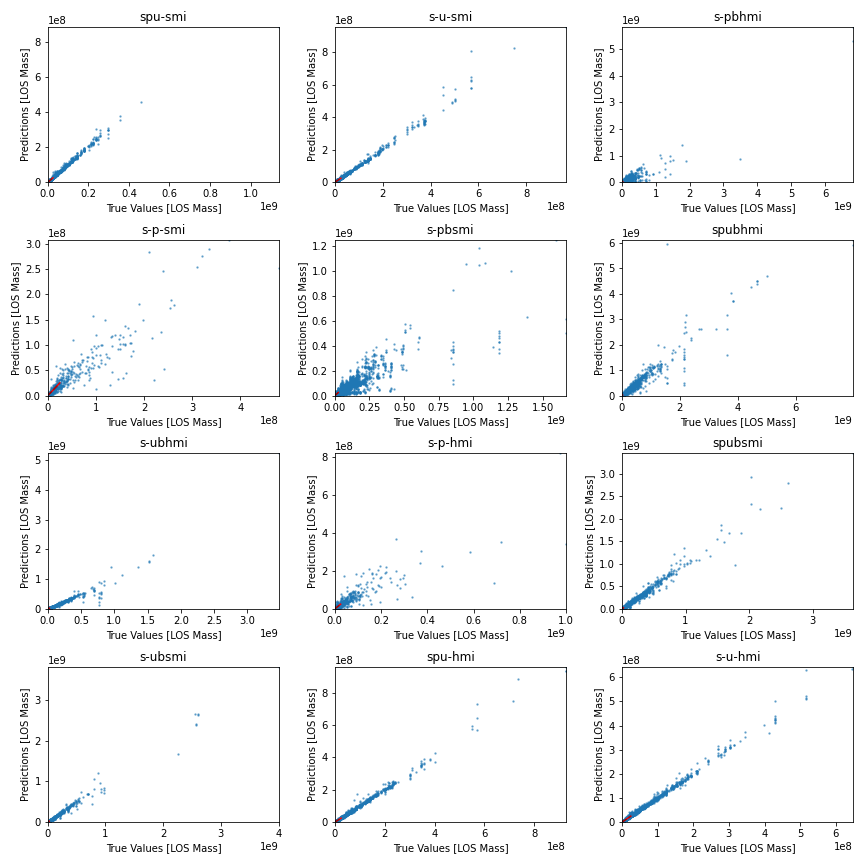 spu-smi
1e8
Predictions [LOS Mass]
8
6
4
2
0
0.0 0.2 0.4 0.6 0.8 1.0
True Values [LOS Mass]
1e9
s-u-smi
1e8
Predictions [LOS Mass]
8
6
4
2
0
0 2 4 6 8
True Values [LOS Mass]
1e8
s-pbhmi
1e9
Predictions [LOS Mass]
5
4
3
2
1
0
0 1 2 3 4 5 6
True Values [LOS Mass]
1e9
s-p-smi
1e8
Predictions [LOS Mass]
3.0
2.5
2.0
1.5
1.0
0.5
0.0
0 1 2 3 4
True Values [LOS Mass]
1e8
s-pbsmi
1e9
Predictions [LOS Mass]
1.2
1.0
0.8
0.6
0.4
0.2
0.0
0.00 0.25 0.50 0.75 1.00 1.25 1.50
True Values [LOS Mass]
1e9
spubhmi
1e9
Predictions [LOS Mass]
6
5
4
3
2
1
0
0 2 4 6
True Values [LOS Mass]
1e9
s-ubhmi
1e9
Predictions [LOS Mass]
5
4
3
2
1
0
0.0 0.5 1.0 1.5 2.0 2.5 3.0
True Values [LOS Mass]
1e9
s-p-hmi
1e8
Predictions [LOS Mass]
8
6
4
2
0
0.0 0.2 0.4 0.6 0.8 1.0
True Values [LOS Mass]
1e9
spubsmi
1e9
Predictions [LOS Mass]
3.0
2.5
2.0
1.5
1.0
0.5
0.0
0 1 2 3
True Values [LOS Mass]
1e9
s-ubsmi
1e9
Predictions [LOS Mass]
3
2
1
0
0 1 2 3 4
True Values [LOS Mass]
1e9
spu-hmi
1e8
Predictions [LOS Mass]
8
6
4
2
0
0 2 4 6 8
True Values [LOS Mass]
1e8
s-u-hmi
1e8
Predictions [LOS Mass]
6
5
4
3
2
1
0
0 1 2 3 4 5 6
True Values [LOS Mass]
1e8